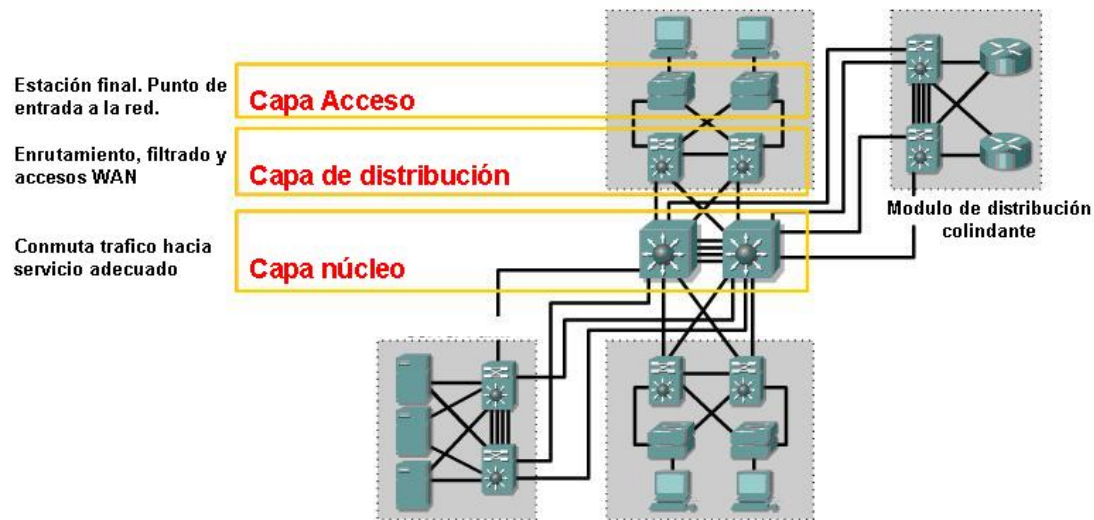 Estación final. Punto de
entrada a la red.
Capa Acceso
Enrutamiento, filtrado y
accesos WAN
Capa de distribución
Modulo de distribución
colindante
Conmuta trafico hacia
servicio adecuado
Capa núcleo